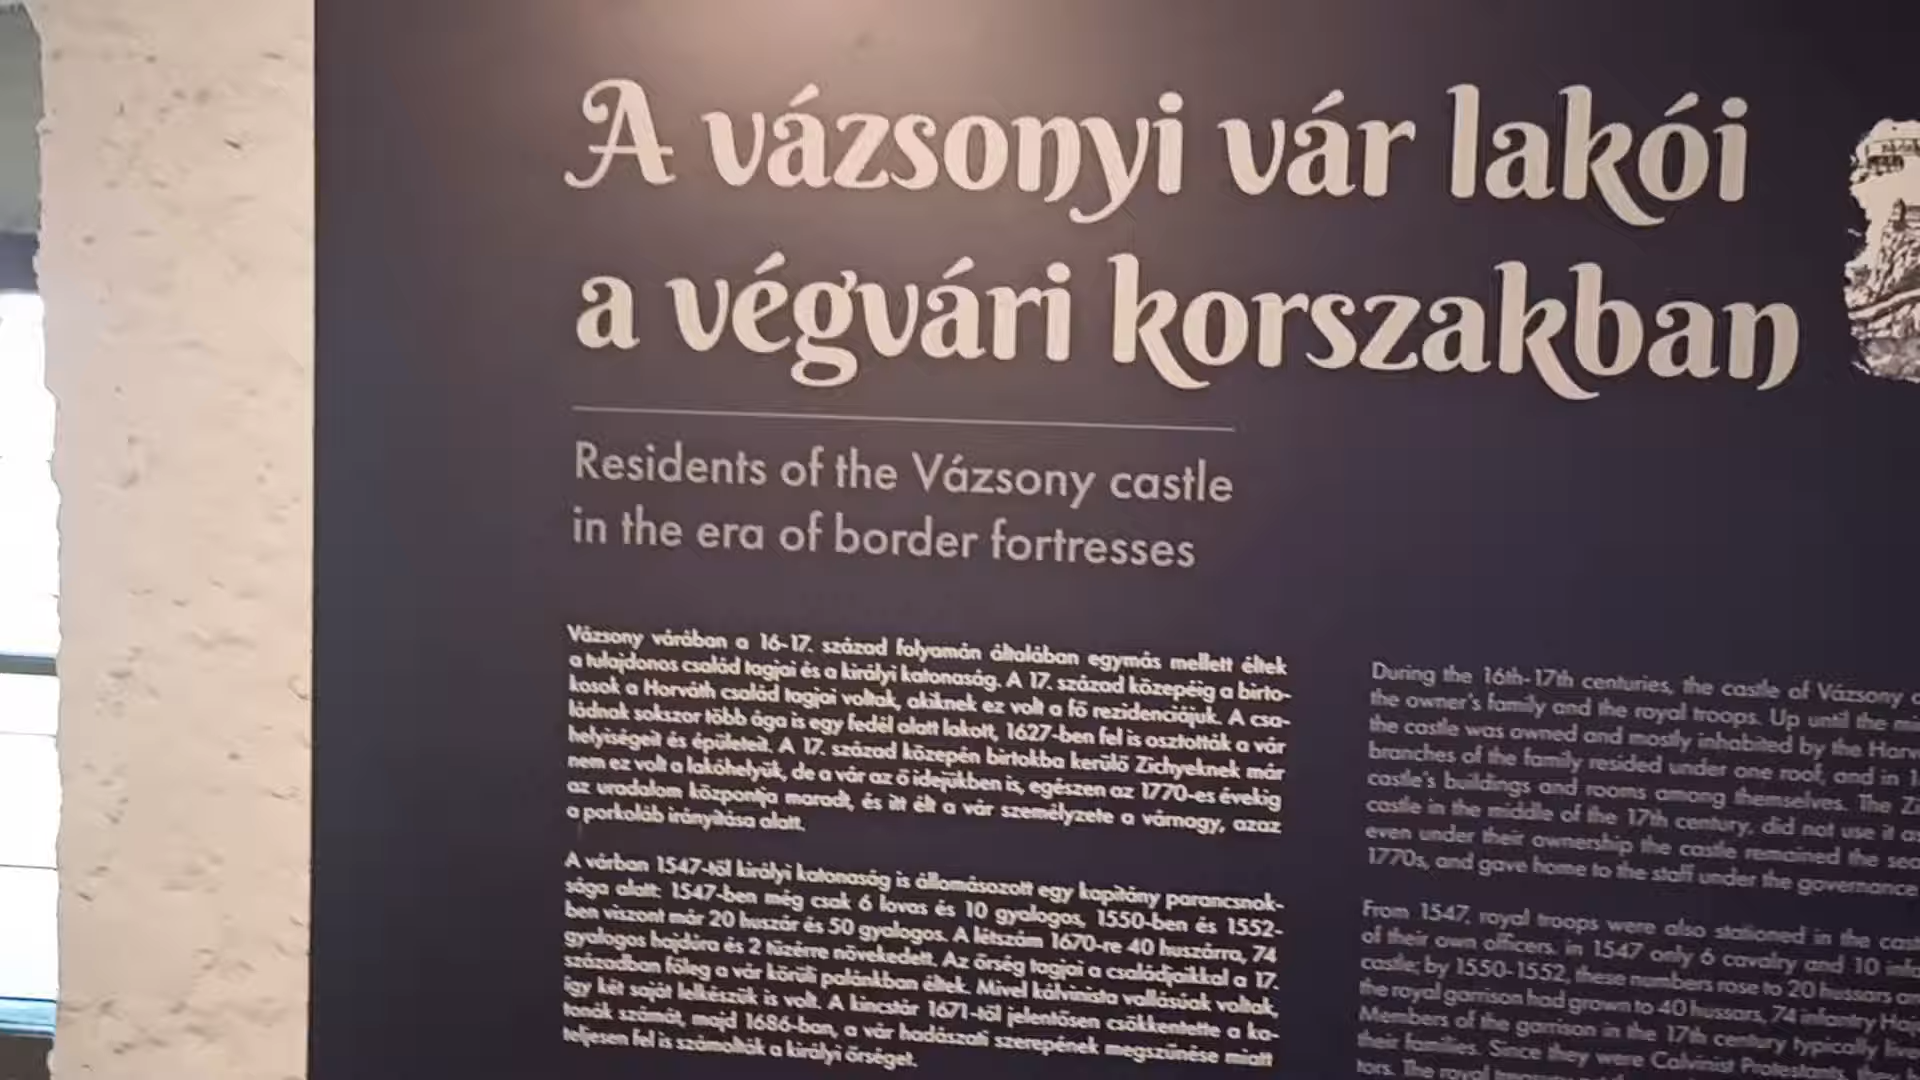 A vázsonyi vár lakói
a végvári korszakban
Residents of the Vázsony castle
in the era of border fortresses
Vázsony várában a 16-17. század folyamán általában egymás mellett éltek
a tulajdonos család tagjai és a királyi katonaság. A 17. század közepéig a birto-
kosok a Horváth család tagjai voltak, akiknek ez volt a fő rezidenciájuk. A csa-
ládnak sokszor több ága is egy fedél alatt lakott, 1627-ben fel is osztották a vár
helyiségeit és épületeit. A 17. század közepén birtokba kerülő Zichyeknek már
nem ez volt a lakóhelyük, de a vár az ő idejükben is, egészen az 1770-es évekig
az uradalom központja maradt, és itt élt a vár személyzete a várnagy, azaz
a porkoláb irányítása alatt.
A várban 1547-től királyi katonaság is állomásozott egy kapitány parancsnok-
sága alatt: 1547-ben még csak 6 lovas és 10 gyalogos, 1550-ben és 1552-
ben viszont már 20 huszár és 50 gyalogos. A létszám 1670-re 40 huszárra, 74
gyalogos hajdúra és 2 tüzérre növekedett. Az őrség tagjai a családjaikkal a 17.
században főleg a vár körüli palánkban éltek. Mivel kálvinista vallásúak voltak,
így két saját lelkészük is volt. A kincstár 1671-től jelentősen csökkentette a ka-
tonák számát, majd 1686-ban, a vár hadászati szerepének megszűnése miatt
teljesen fel is számolták a királyi őrséget.
During the 16th-17th centuries, the castle of Vázsony
the owner's family and the royal troops. Up until the
the castle was owned and mostly inhabited by the
branches of the family resided under one roof, and in
castle's buildings and rooms among themselves. The
castle in the middle of the 17th century, did not use it
even under their ownership the castle remained the
1770s, and gave home to the staff under the governance
From 1547, royal troops were also stationed in the
of their own officers. in 1547 only 6 cavalry and 10
castle; by 1550-1552, these numbers rose to 20 hussars
the royal garrison had grown to 40 hussars, 74 infantry
Members of the garrison in the 17th century typically
their families. Since they were Calvinist Protestants,
tors. The royal